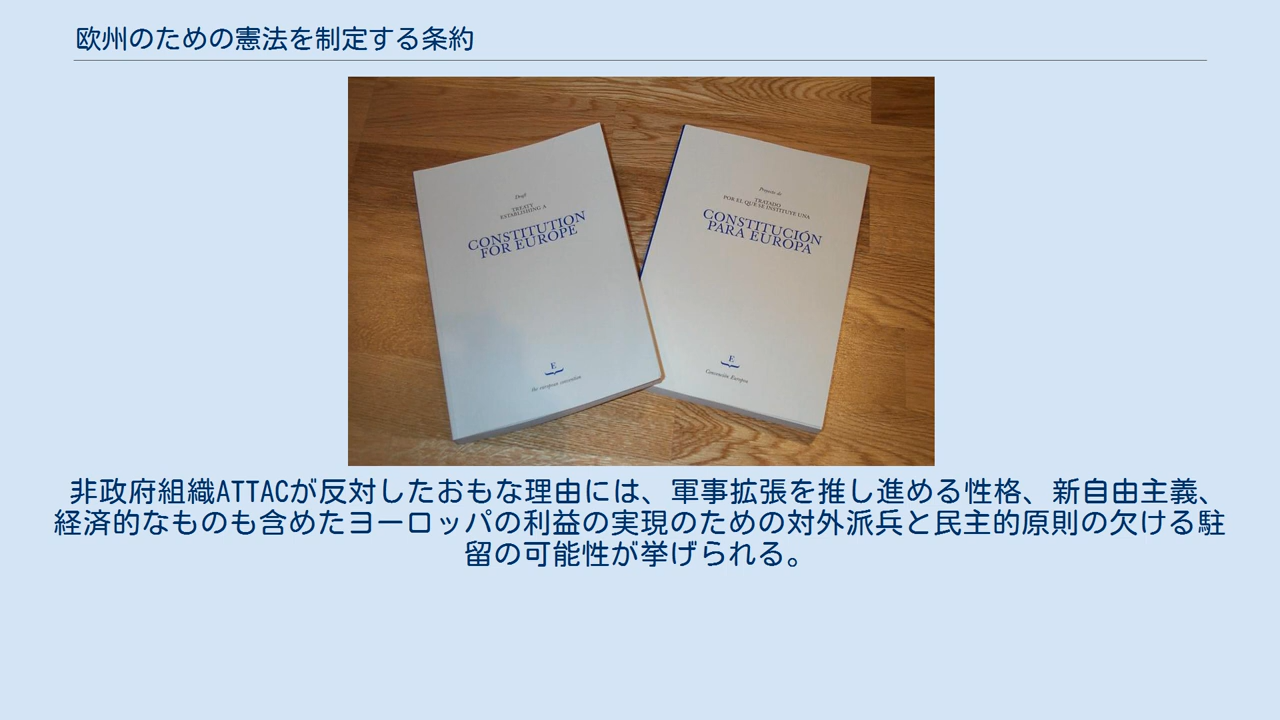 欧州のための憲法を制定する条約
Draft
TREATY
ESTABLISHING A
CONSTITUTION
FOR EUROPE
E
the european convention
Proyecto de
TRATADO
POR EL QUE SE INSTITUYE UNA
CONSTITUCIÓN
PARA EUROPA
E
Convención Europea
非政府組織ATTACが反対したおもな理由には、軍事拡張を推し進める性格、新自由主義、
経済的なものも含めたヨーロッパの利益の実現のための対外派兵と民主的原則の欠ける駐
留の可能性が挙げられる。